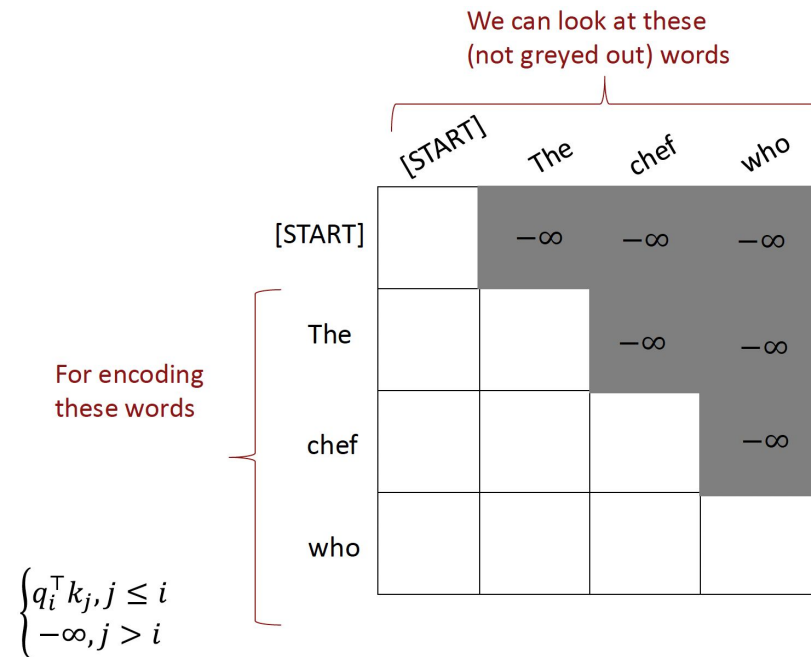 We can look at these
(not greyed out) words
[START] The chef who
[START] −∞ −∞ −∞
The −∞ −∞
For encoding
these words
chef −∞
who
q_i^⊤ k_j, j ≤ i
−∞, j > i